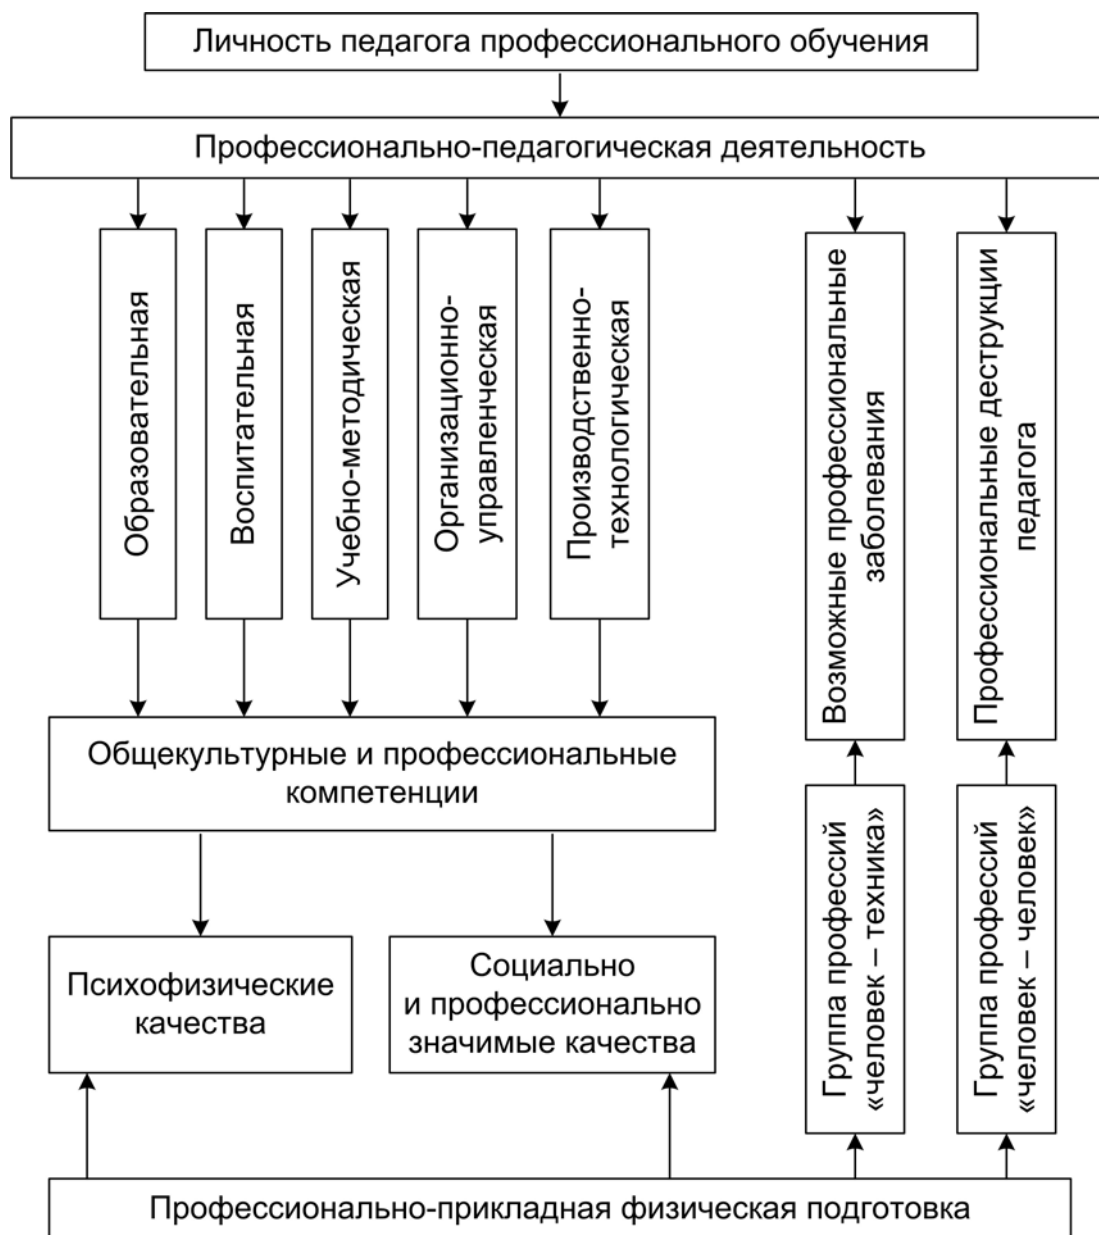 Личность педагога профессионального обучения
Профессионально-педагогическая деятельность
Образовательная
Воспитательная
Учебно-методическая
Организационно-
управленческая
Производственно-
технологическая
Возможные профессиональные
заболевания
Профессиональные деструкции
педагога
Общекультурные и профессиональные
компетенции
Психофизические
качества
Социально
и профессионально
значимые качества
Группа профессий
«человек – техника»
Группа профессий
«человек – человек»
Профессионально-прикладная физическая подготовка